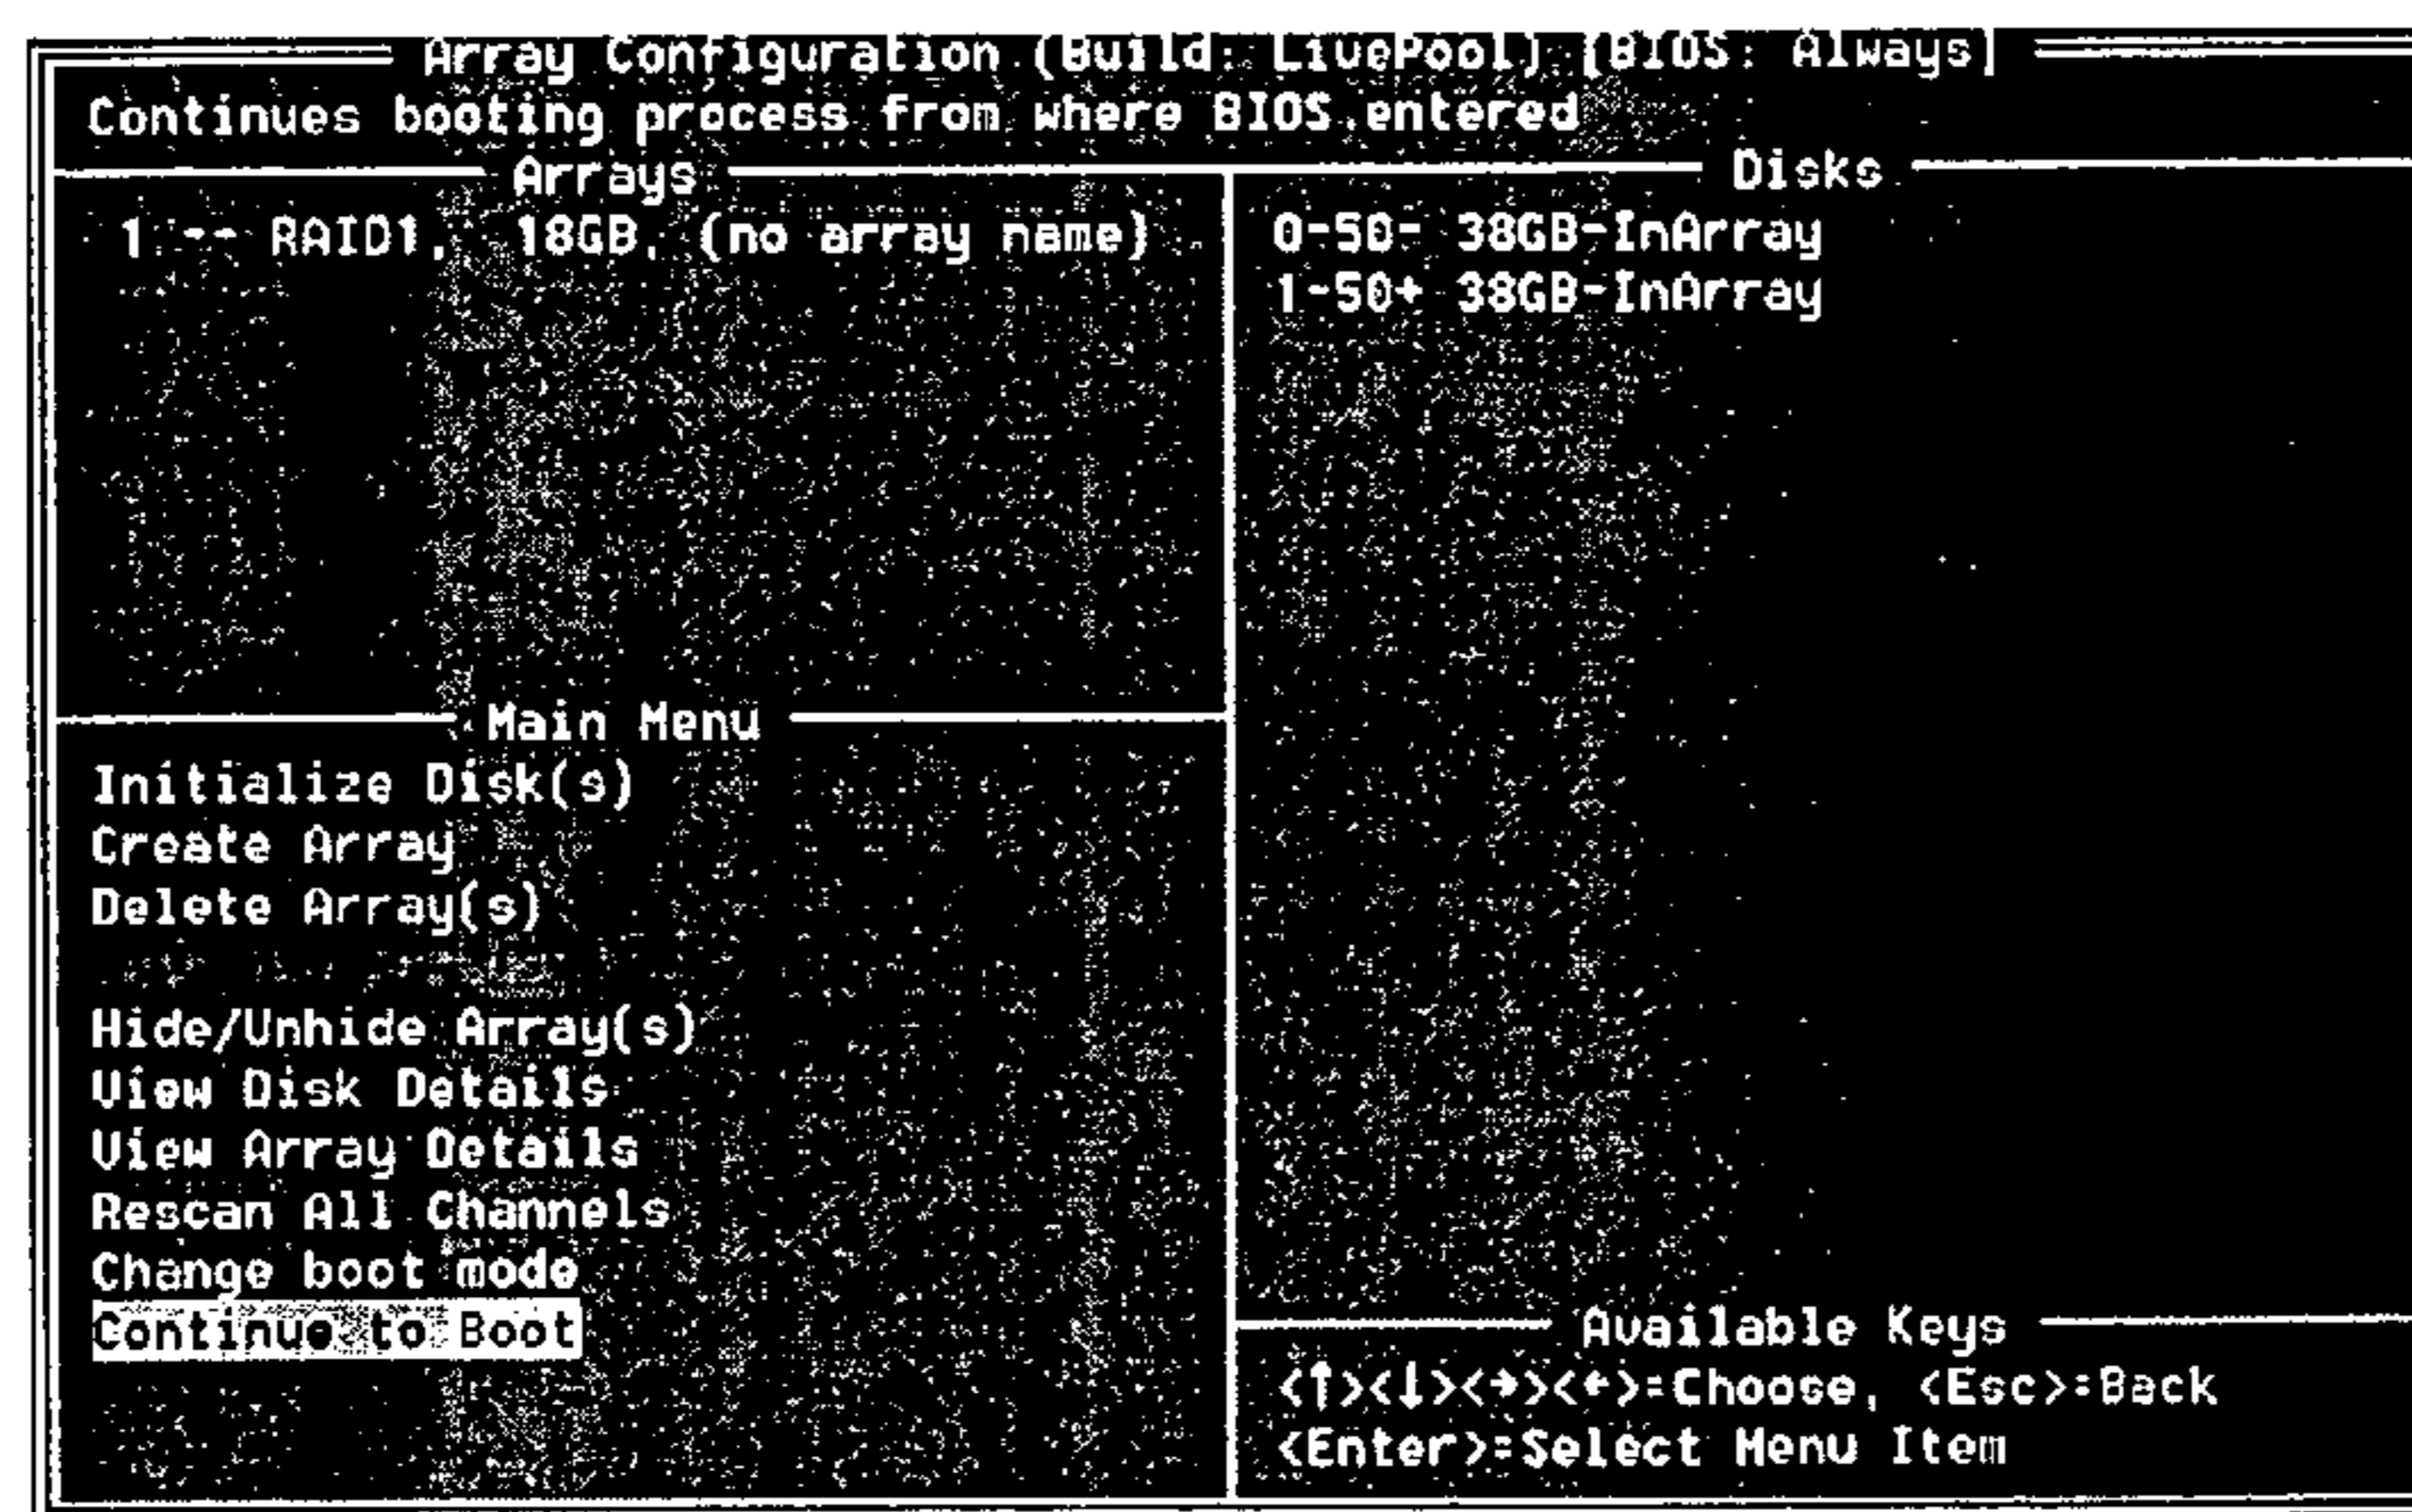 Array Configuration (Build: LivePool) [BIOS: Always]
Continues booting process from where BIOS entered
Arrays
1 -- RAID1, 18GB, (no array name)
Main Menu
Initialize Disk(s)
Create Array
Delete Array(s)
Hide/Unhide Array(s)
View Disk Details
View Array Details
Rescan All Channels
Change boot mode
Continue to Boot
Disks
0-50- 38GB-InArray
1-50+ 38GB-InArray
Available Keys
<↑><↓><→><←>=Choose, <Esc>=Back
<Enter>=Select Menu Item